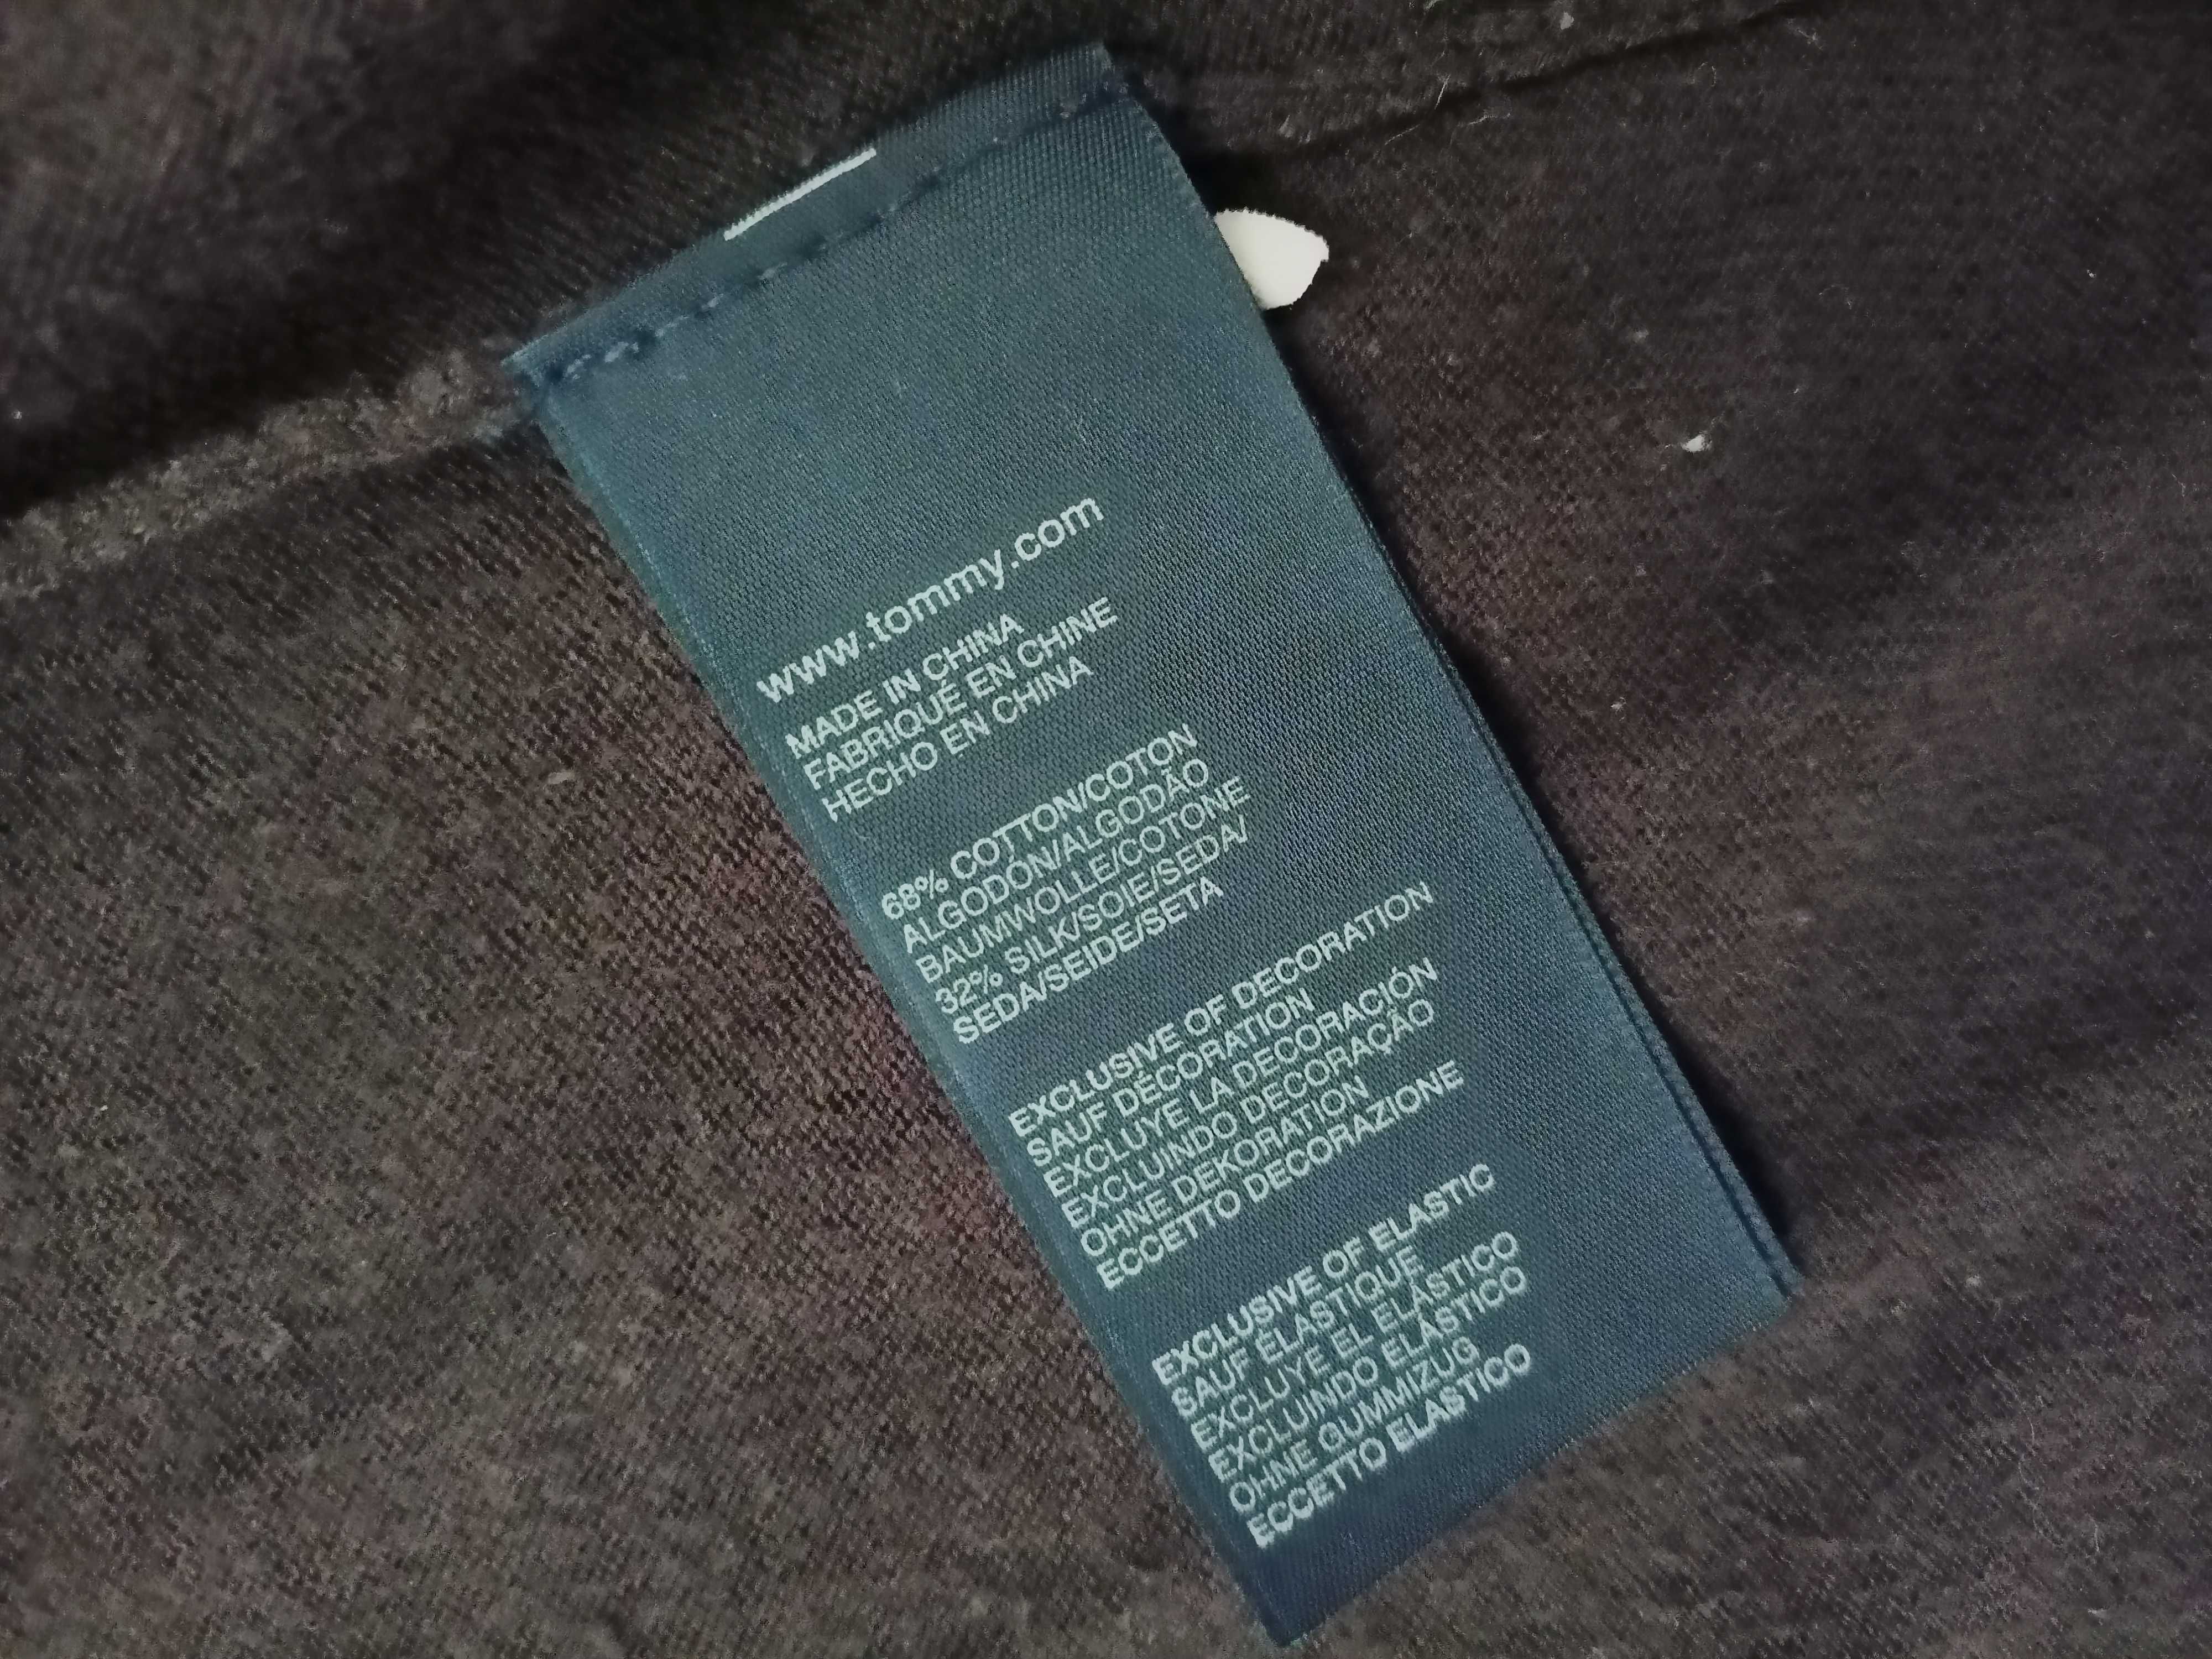 www.tommy.com
MADE IN CHINA
FABRIQUÉ EN CHINE
HECHO EN CHINA
68% COTTON/COTON
ALGODÓN/ALGODÃO
BAUMWOLLE/COTONE
32% SILK/SOIE/SEDA/
SEDA/SEIDE/SETA
EXCLUSIVE OF DECORATION
SAUF DÉCORATION
EXCLUYE LA DECORACIÓN
EXCLUINDO DECORAÇÃO
OHNE DEKORATION
ECCETTO DECORAZIONE
EXCLUSIVE OF ELASTIC
SAUF ÉLASTIQUE
EXCLUYE EL ELÁSTICO
EXCLUINDO ELÁSTICO
OHNE GUMMIZUG
ECCETTO ELASTICO